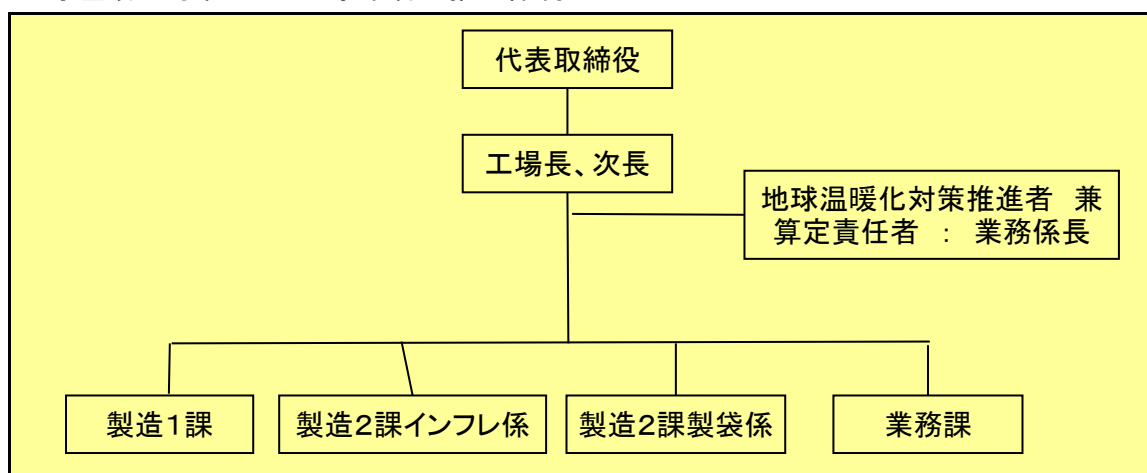 代表取締役
工場長、次長
地球温暖化対策推進者　兼
算定責任者　：　業務係長
製造１課
製造２課インフレ係
製造２課製袋係
業務課